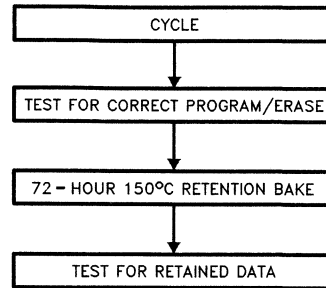 CYCLE
TEST FOR CORRECT PROGRAM/ERASE
72-HOUR 150°C RETENTION BAKE
TEST FOR RETAINED DATA